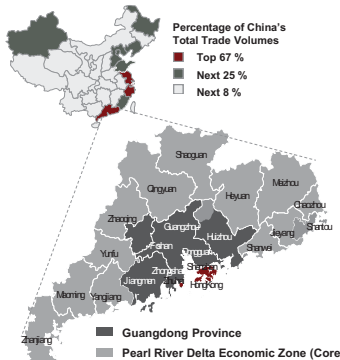 Percentage of China's
Total Trade Volumes
Top 67 %
Next 25 %
Next 8 %
Shaoguan
Qingyuan
Heyuan
Meizhou
Chaozhou
Shantou
Jieyang
Shanwei
Zhaoqing
Guangzhou
Huizhou
Foshan
Dongguan
Yunfu
Zhongshan
Shenzhen
Jiangmen
Zhuhai
HongKong
Maoming
Yangjiang
Zhanjiang
Guangdong Province
Pearl River Delta Economic Zone (Core